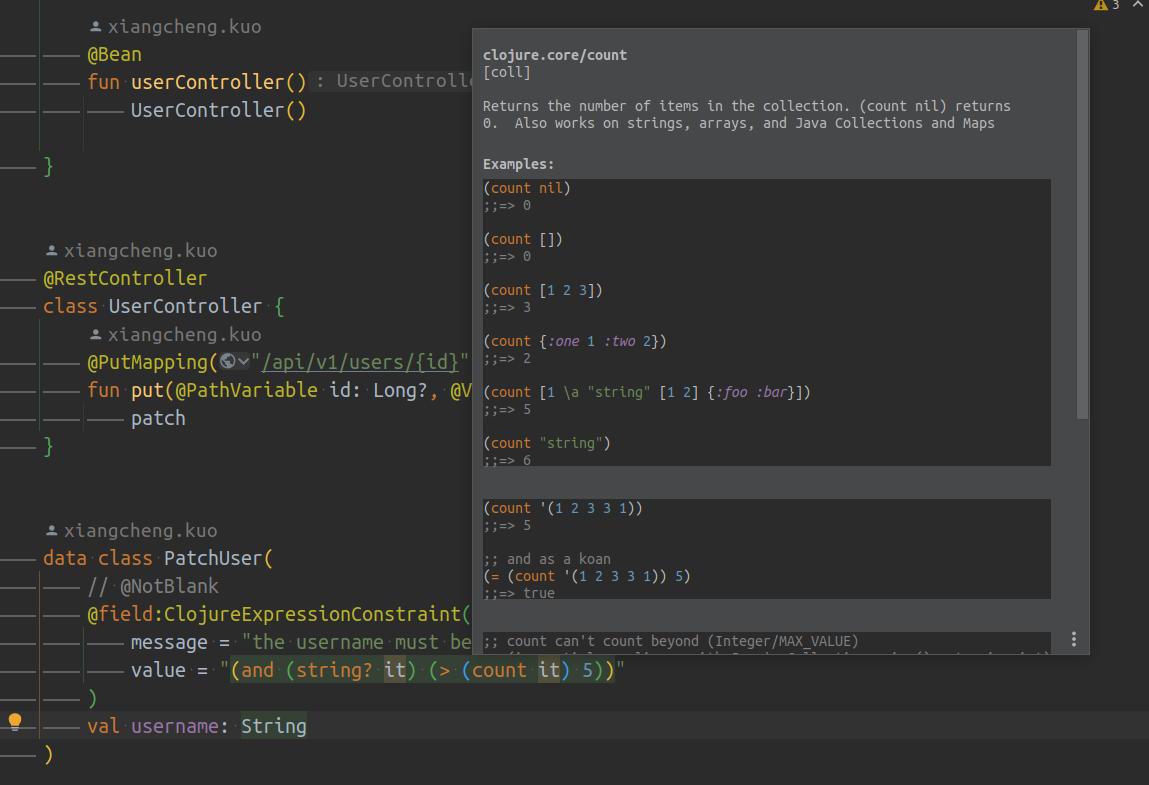 3
xiangcheng.kuo
@Bean
fun userController() : UserControlle
UserController()
}
xiangcheng.kuo
@RestController
class UserController {
xiangcheng.kuo
@PutMapping("/api/v1/users/{id}"
fun put(@PathVariable id: Long?, @V
patch
}
xiangcheng.kuo
data class PatchUser(
// @NotBlank
@field:ClojureExpressionConstraint(
message = "the username must be
value = "(and (string? it) (> (count it) 5))"
)
val username: String
)
clojure.core/count
[coll]
Returns the number of items in the collection. (count nil) returns
0.  Also works on strings, arrays, and Java Collections and Maps
Examples:
(count nil)
;;=> 0
(count [])
;;=> 0
(count [1 2 3])
;;=> 3
(count {:one 1 :two 2})
;;=> 2
(count [1 \a "string" [1 2] {:foo :bar}])
;;=> 5
(count "string")
;;=> 6
(count '(1 2 3 3 1))
;;=> 5
;; and as a koan
(= (count '(1 2 3 3 1)) 5)
;;=> true
;; count can't count beyond (Integer/MAX_VALUE)